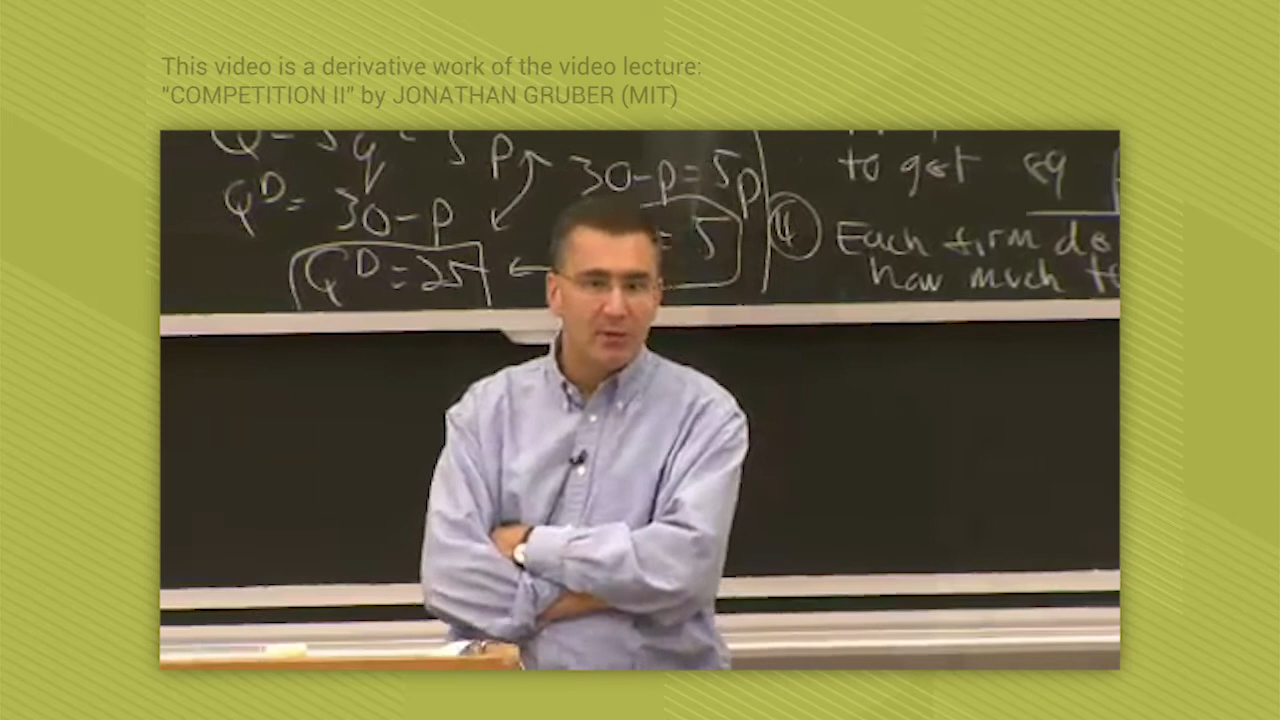 This video is a derivative work of the video lecture:
"COMPETITION II" by JONATHAN GRUBER (MIT)
30-p=5p
Q^D= 30-p
Q^D=25
= 5
to get eq
④ Each firm de
how much to